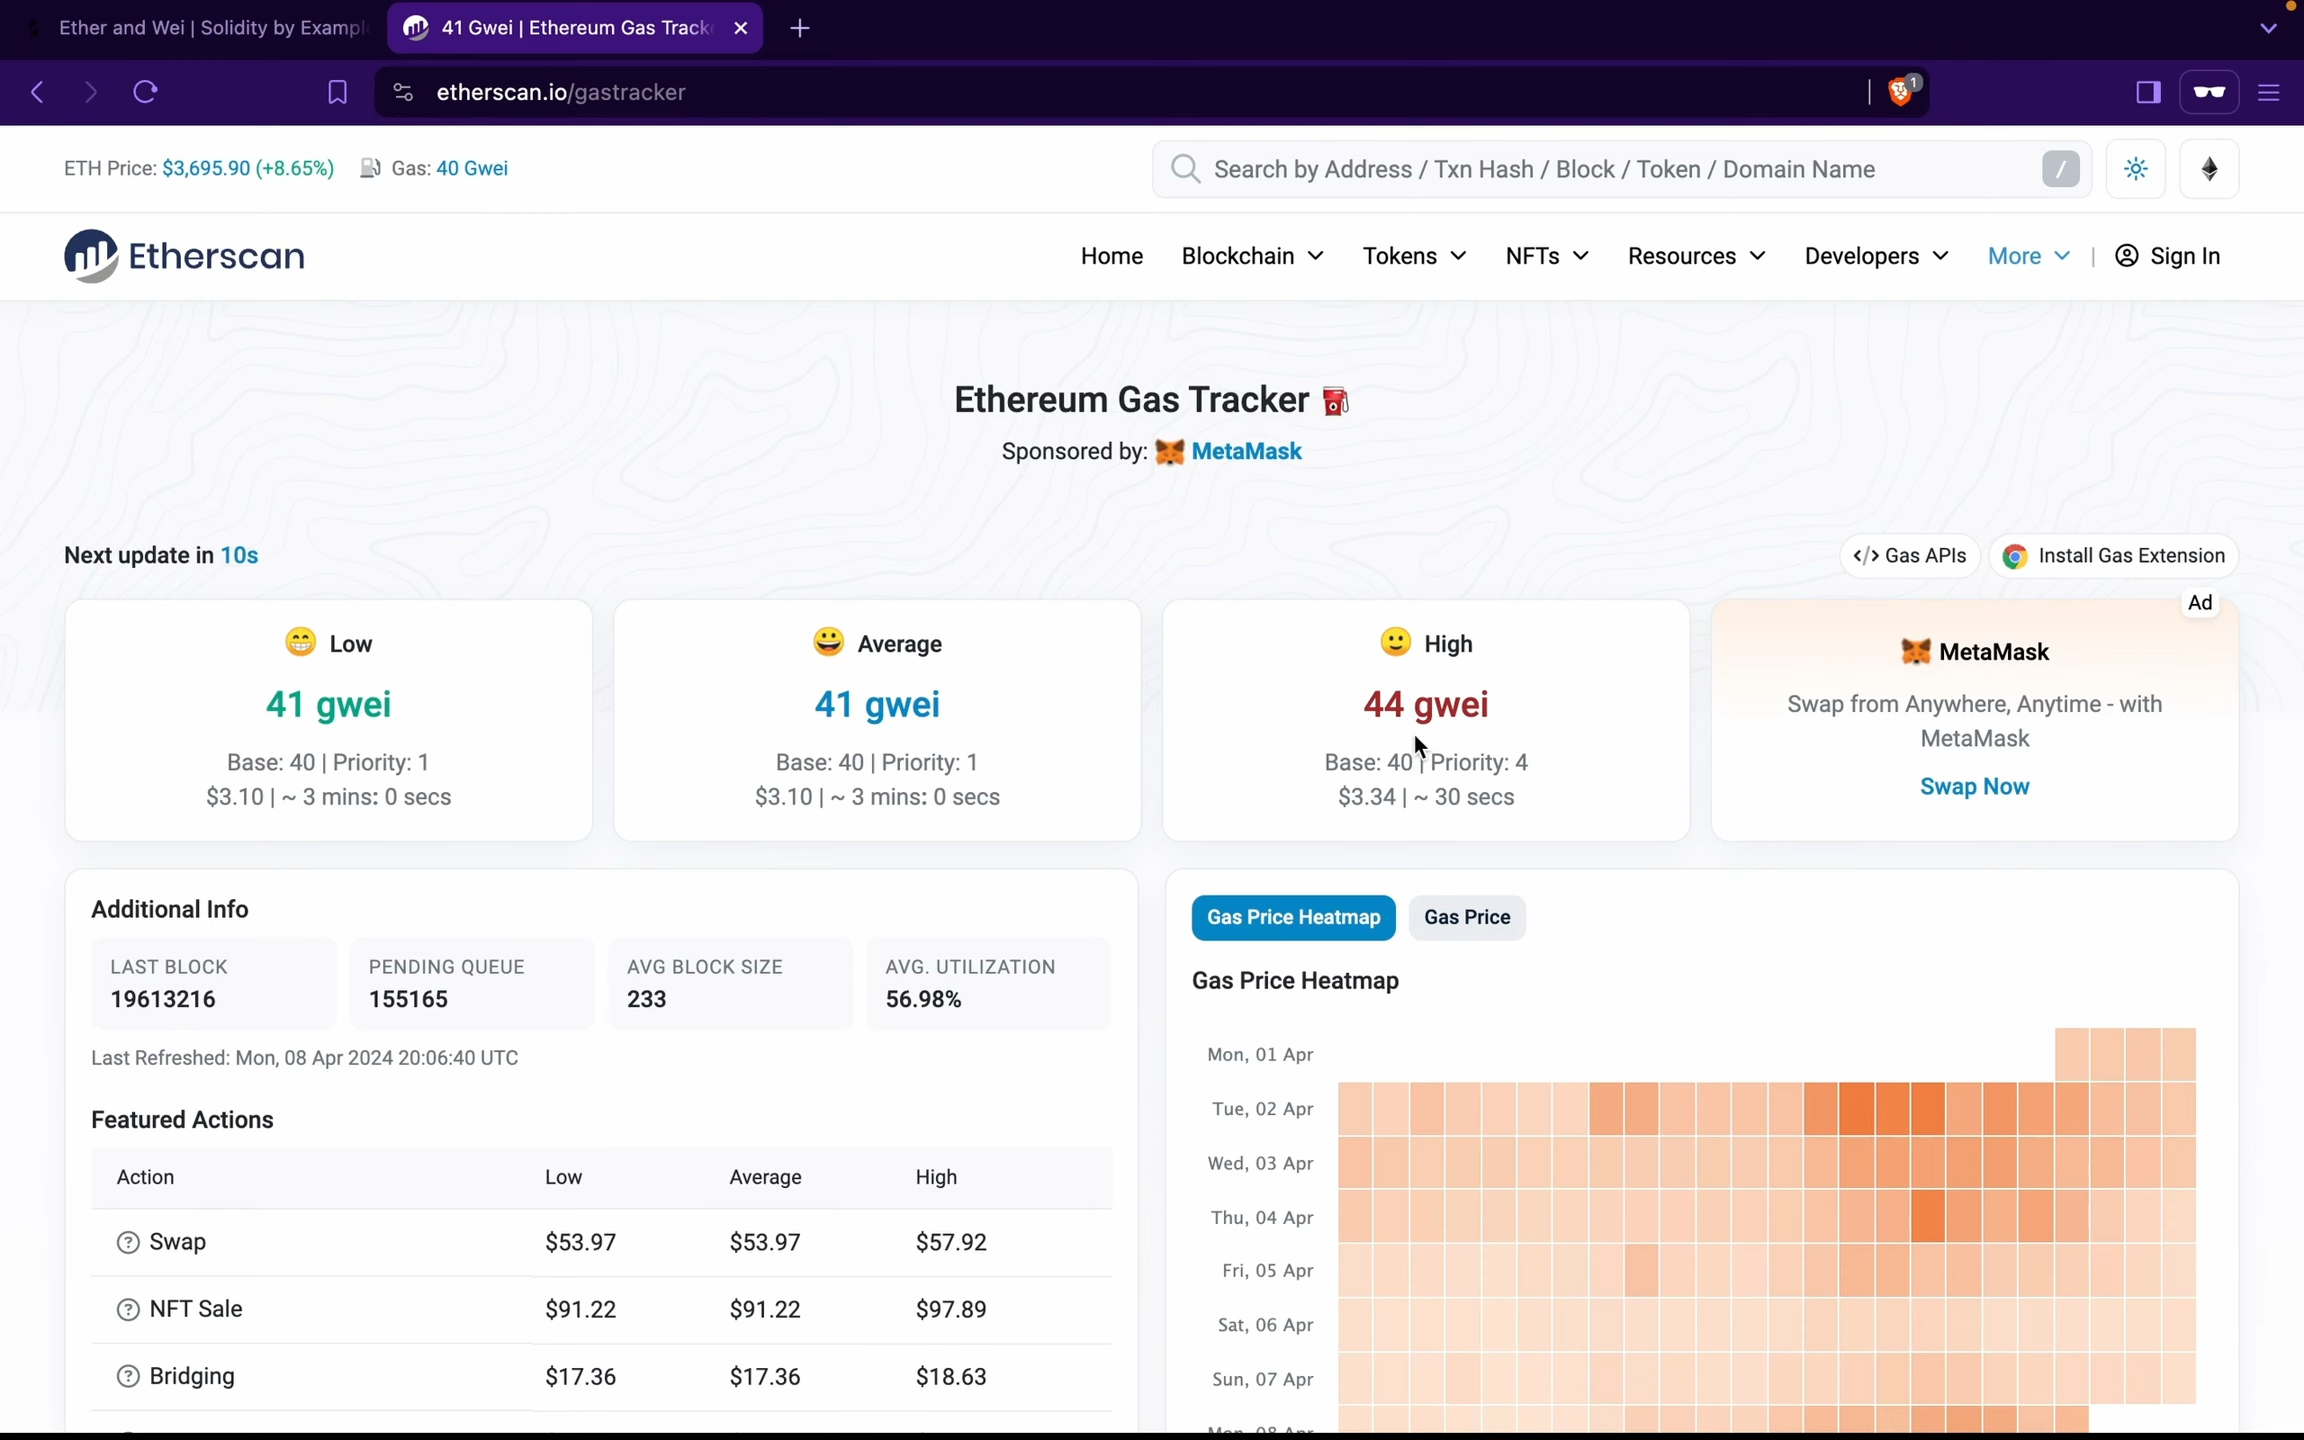 Ether and Wei | Solidity by Exampl
41 Gwei | Ethereum Gas Track
etherscan.io/gastracker
1
ETH Price: $3,695.90 (+8.65%) Gas: 40 Gwei
Search by Address / Txn Hash / Block / Token / Domain Name /
Etherscan
Home Blockchain Tokens NFTs Resources Developers More | Sign In
Ethereum Gas Tracker
Sponsored by: MetaMask
Next update in 10s
</> Gas APIs Install Gas Extension
Ad
Low
41 gwei
Base: 40 | Priority: 1
$3.10 | ~ 3 mins: 0 secs
Average
41 gwei
Base: 40 | Priority: 1
$3.10 | ~ 3 mins: 0 secs
High
44 gwei
Base: 40 | Priority: 4
$3.34 | ~ 30 secs
MetaMask
Swap from Anywhere, Anytime - with
MetaMask
Swap Now
Additional Info
LAST BLOCK
19613216
PENDING QUEUE
155165
AVG BLOCK SIZE
233
AVG. UTILIZATION
56.98%
Last Refreshed: Mon, 08 Apr 2024 20:06:40 UTC
Featured Actions
Action Low Average High
Swap $53.97 $53.97 $57.92
NFT Sale $91.22 $91.22 $97.89
Bridging $17.36 $17.36 $18.63
Gas Price Heatmap Gas Price
Gas Price Heatmap
Mon, 01 Apr
Tue, 02 Apr
Wed, 03 Apr
Thu, 04 Apr
Fri, 05 Apr
Sat, 06 Apr
Sun, 07 Apr
Mon, 08 Apr